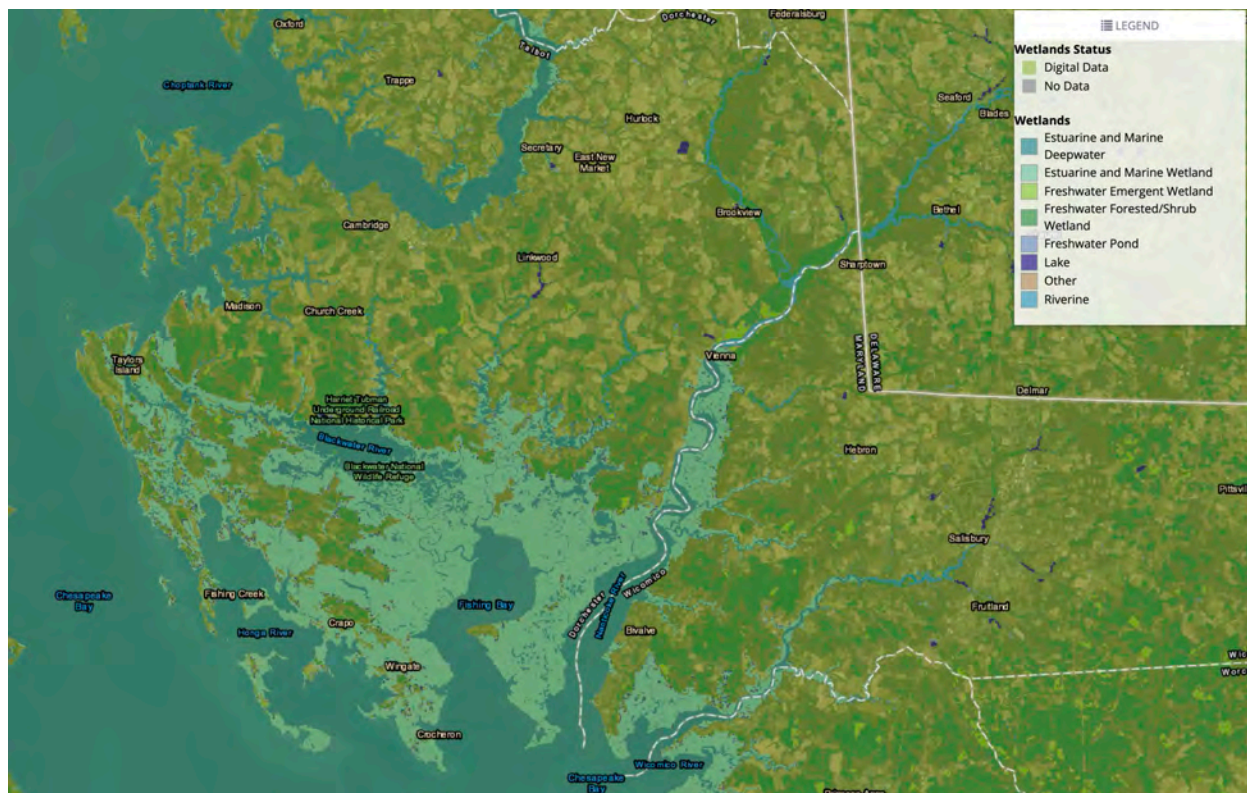 Oxford
Dorchester
Federalsburg
Talbot
Choptank River
Trappe
Hurlock
Secretary
East New
Market
Seaford
Blades
Cambridge
Brookview
Bethel
Linkwood
Sharptown
Madison
Church Creek
Vienna
Taylors
Island
MARYLAND
DELAWARE
Delmar
Harriet Tubman
Underground Railroad
National Historical Park
Blackwater River
Blackwater National
Wildlife Refuge
Hebron
Salisbury
Chesapeake
Bay
Fishing Creek
Fishing Bay
Dorchester
Nanticoke River
Wicomico
Fruitland
Honga River
Crapo
Bivalve
Wingate
Crocheron
Wicomico River
Chesapeake
Bay
LEGEND
Wetlands Status
Digital Data
No Data
Wetlands
Estuarine and Marine
Deepwater
Estuarine and Marine Wetland
Freshwater Emergent Wetland
Freshwater Forested/Shrub
Wetland
Freshwater Pond
Lake
Other
Riverine